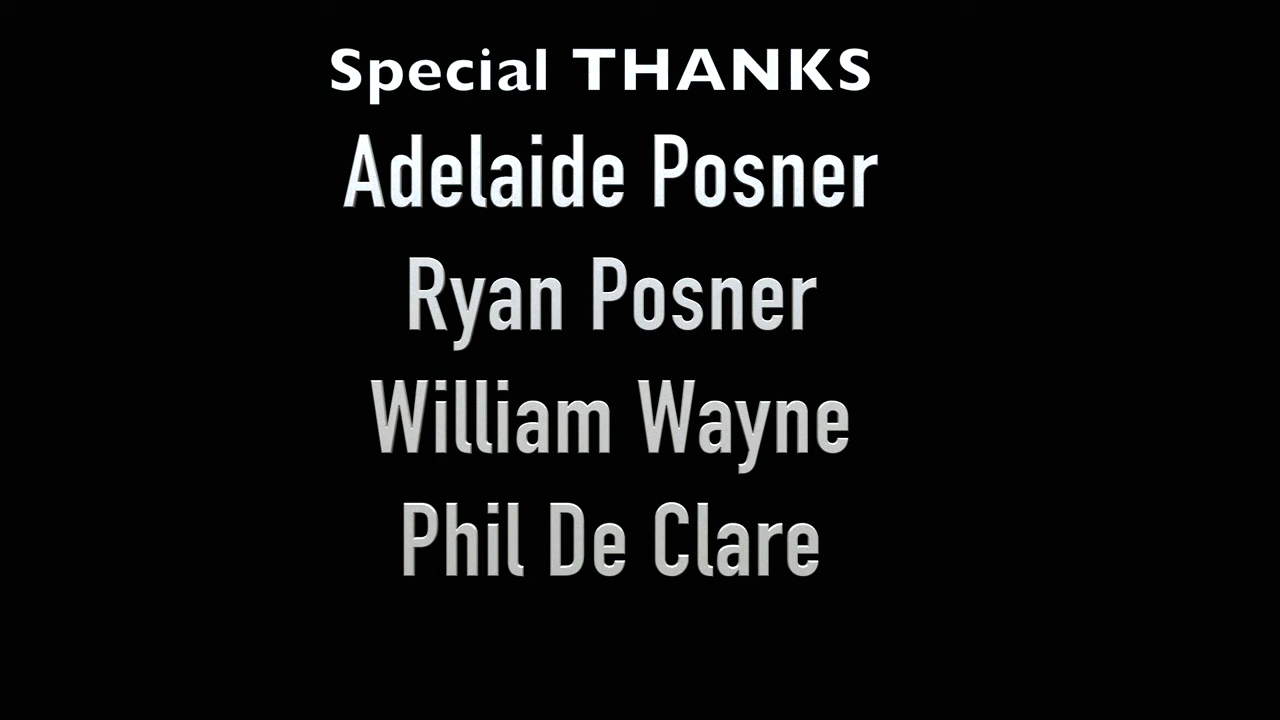 Special THANKS
Adelaide Posner
Ryan Posner
William Wayne
Phil De Clare